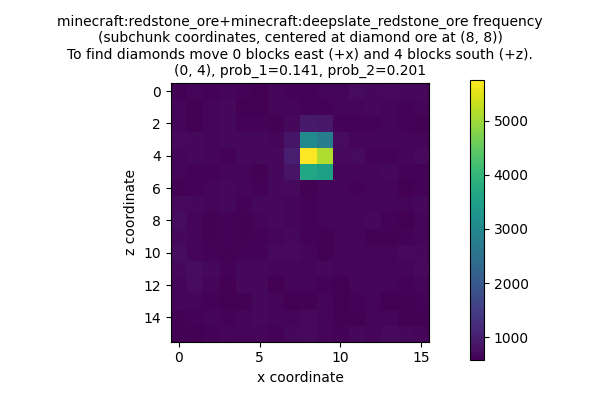 minecraft:redstone_ore+minecraft:deepslate_redstone_ore frequency
(subchunk coordinates, centered at diamond ore at (8, 8))
To find diamonds move 0 blocks east (+x) and 4 blocks south (+z).
(0, 4), prob_1=0.141, prob_2=0.201
0
2
4
6
8
10
12
14
z coordinate
0
5
10
15
x coordinate
5000
4000
3000
2000
1000